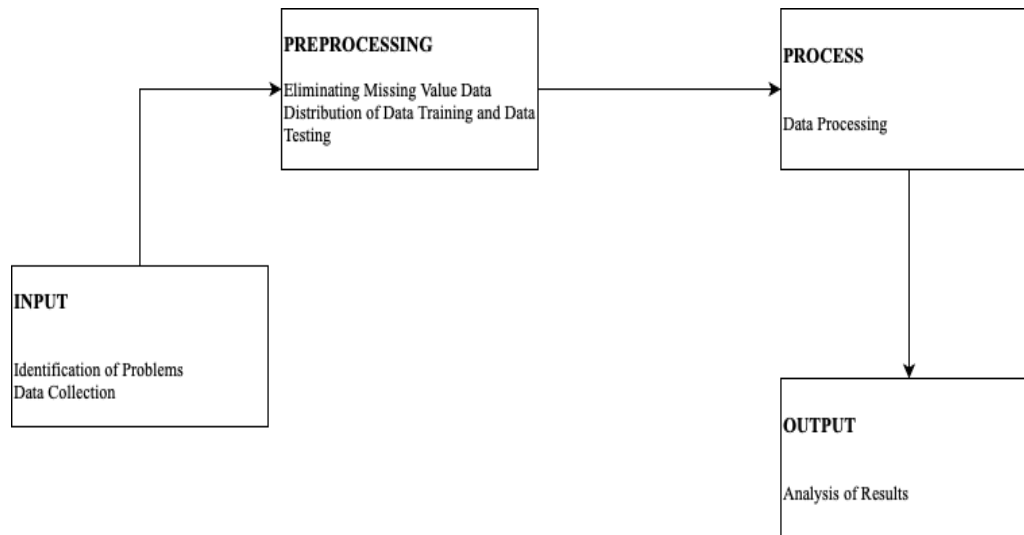 INPUT
Identification of Problems
Data Collection
PREPROCESSING
Eliminating Missing Value Data
Distribution of Data Training and Data
Testing
PROCESS
Data Processing
OUTPUT
Analysis of Results